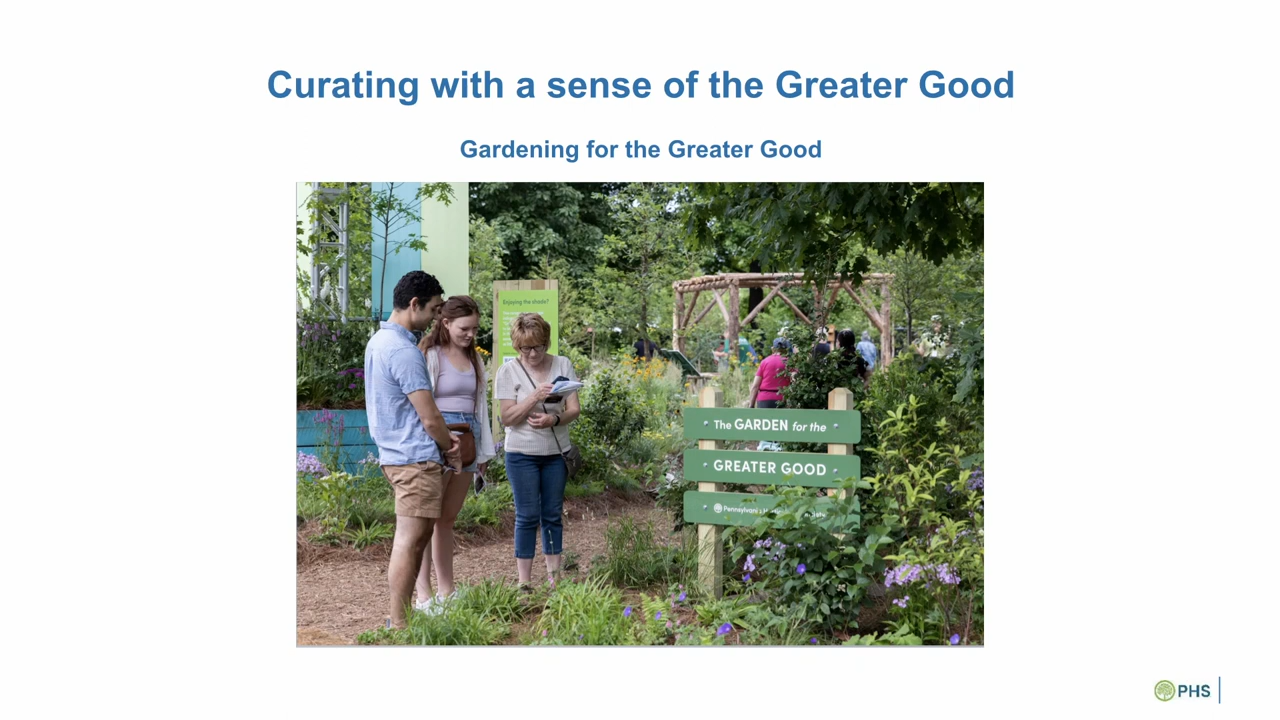 Curating with a sense of the Greater Good
Gardening for the Greater Good
Enjoying the shade?
The GARDEN for the
GREATER GOOD
PHS